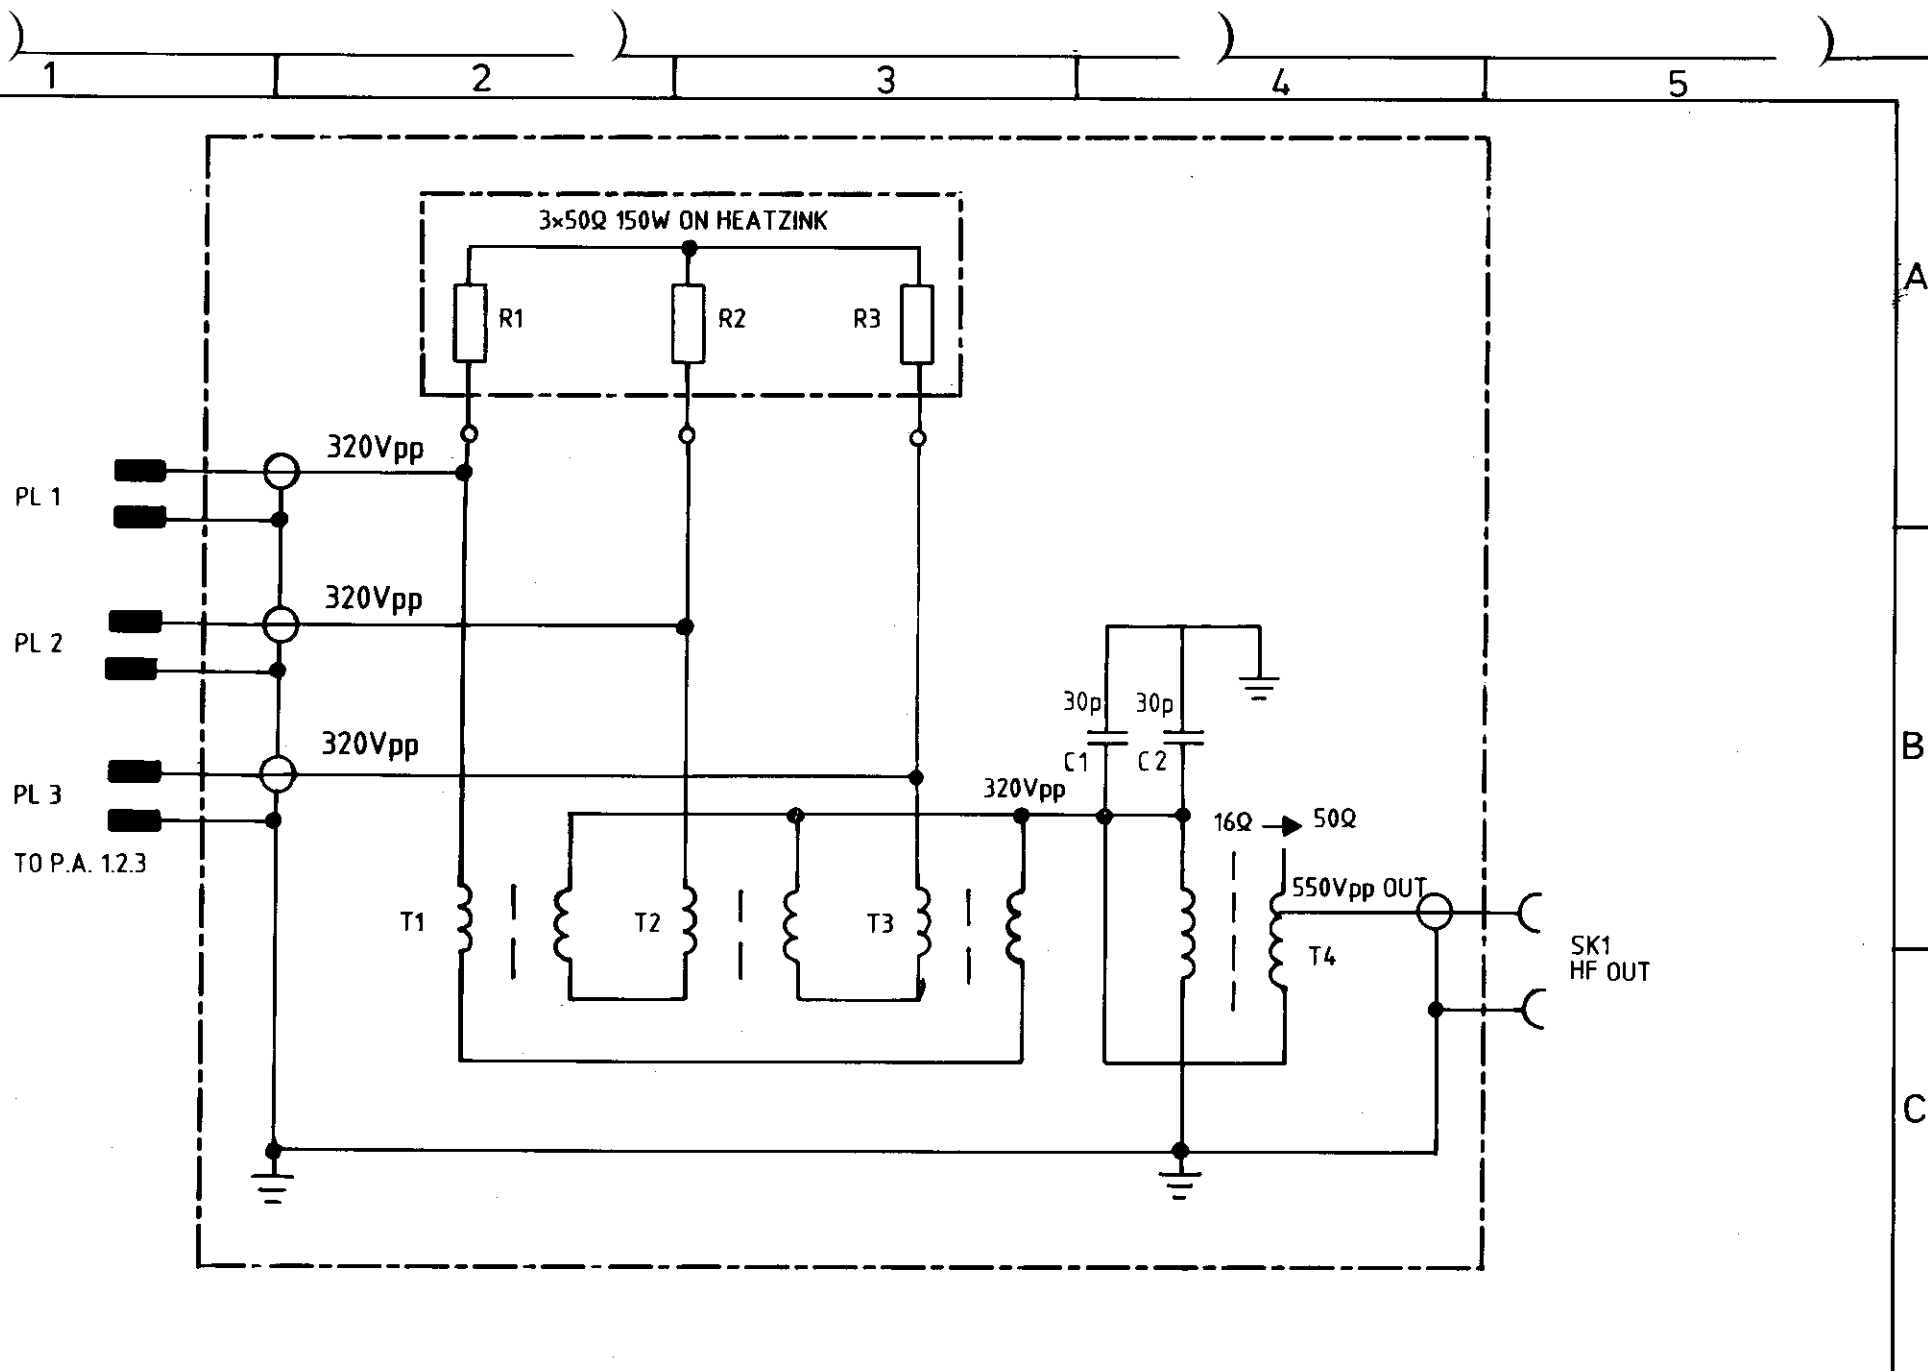 1 2 3 4 5
3×50Ω 150W ON HEATZINK
A
R1 R2 R3
320Vpp
PL 1
320Vpp
PL 2
30p 30p
320Vpp
B
C1 C2
PL 3
320Vpp
16Ω 50Ω
TO P.A. 1.2.3
550Vpp OUT
T1 T2 T3 T4
SK1
HF OUT
C